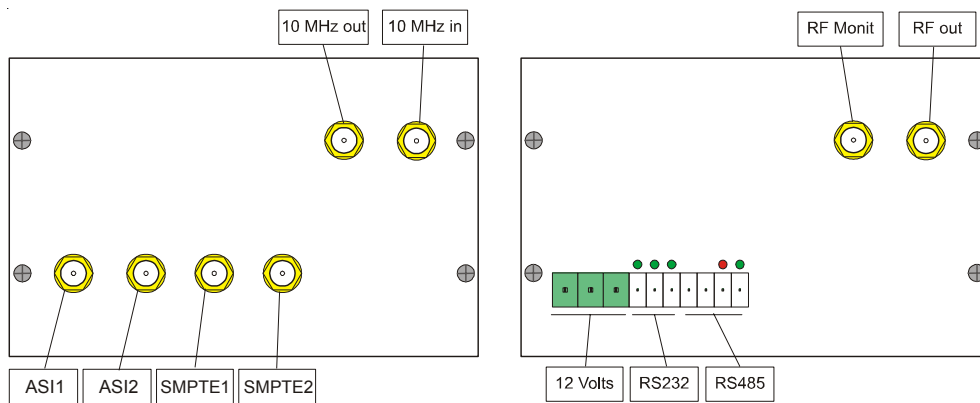 10 MHz out
10 MHz in
RF Monit
RF out
ASI1
ASI2
SMPTE1
SMPTE2
12 Volts
RS232
RS485